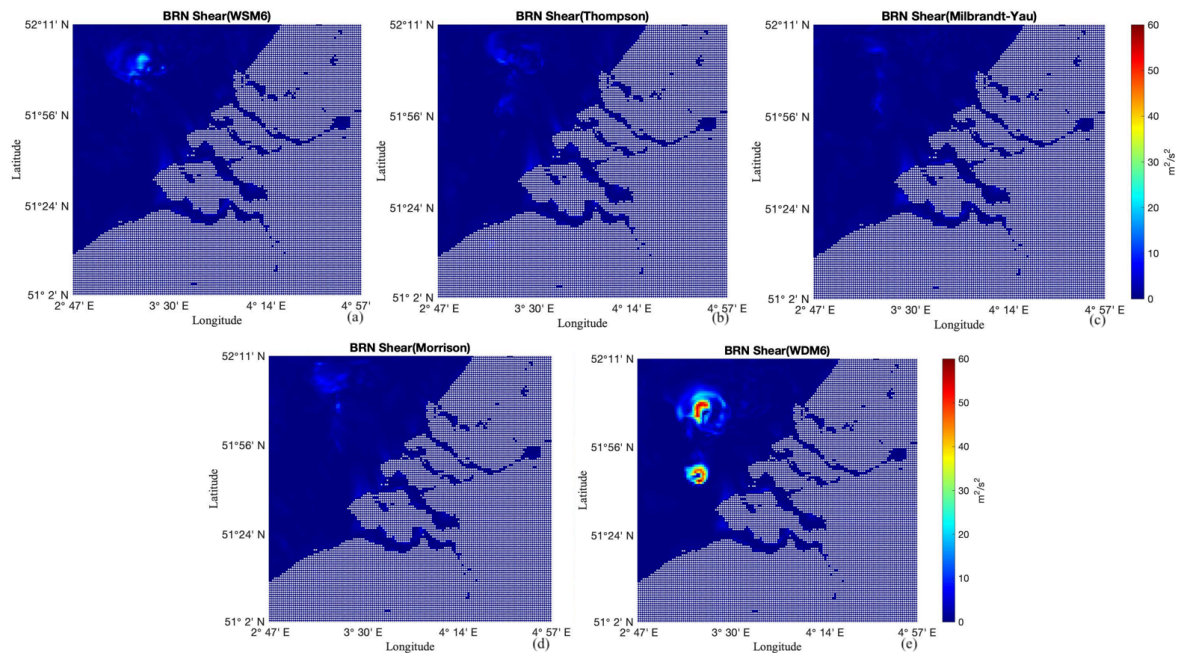 BRN Shear(WSM6)
52°11' N
51°56' N
51°24' N
51° 2' N
Latitude
2° 47' E
3° 30' E
4° 14' E
4° 57' E
Longitude
(a)
BRN Shear(Thompson)
52°11' N
51°56' N
51°24' N
51° 2' N
Latitude
2° 47' E
3° 30' E
4° 14' E
4° 57' E
Longitude
(b)
BRN Shear(Milbrandt-Yau)
52°11' N
51°56' N
51°24' N
51° 2' N
Latitude
2° 47' E
3° 30' E
4° 14' E
4° 57' E
Longitude
(c)
60
50
40
30
20
10
0
m²/s²
BRN Shear(Morrison)
52°11' N
51°56' N
51°24' N
51° 2' N
Latitude
2° 47' E
3° 30' E
4° 14' E
4° 57' E
Longitude
(d)
BRN Shear(WDM6)
52°11' N
51°56' N
51°24' N
51° 2' N
Latitude
2° 47' E
3° 30' E
4° 14' E
4° 57' E
Longitude
(e)
60
50
40
30
20
10
0
m²/s²